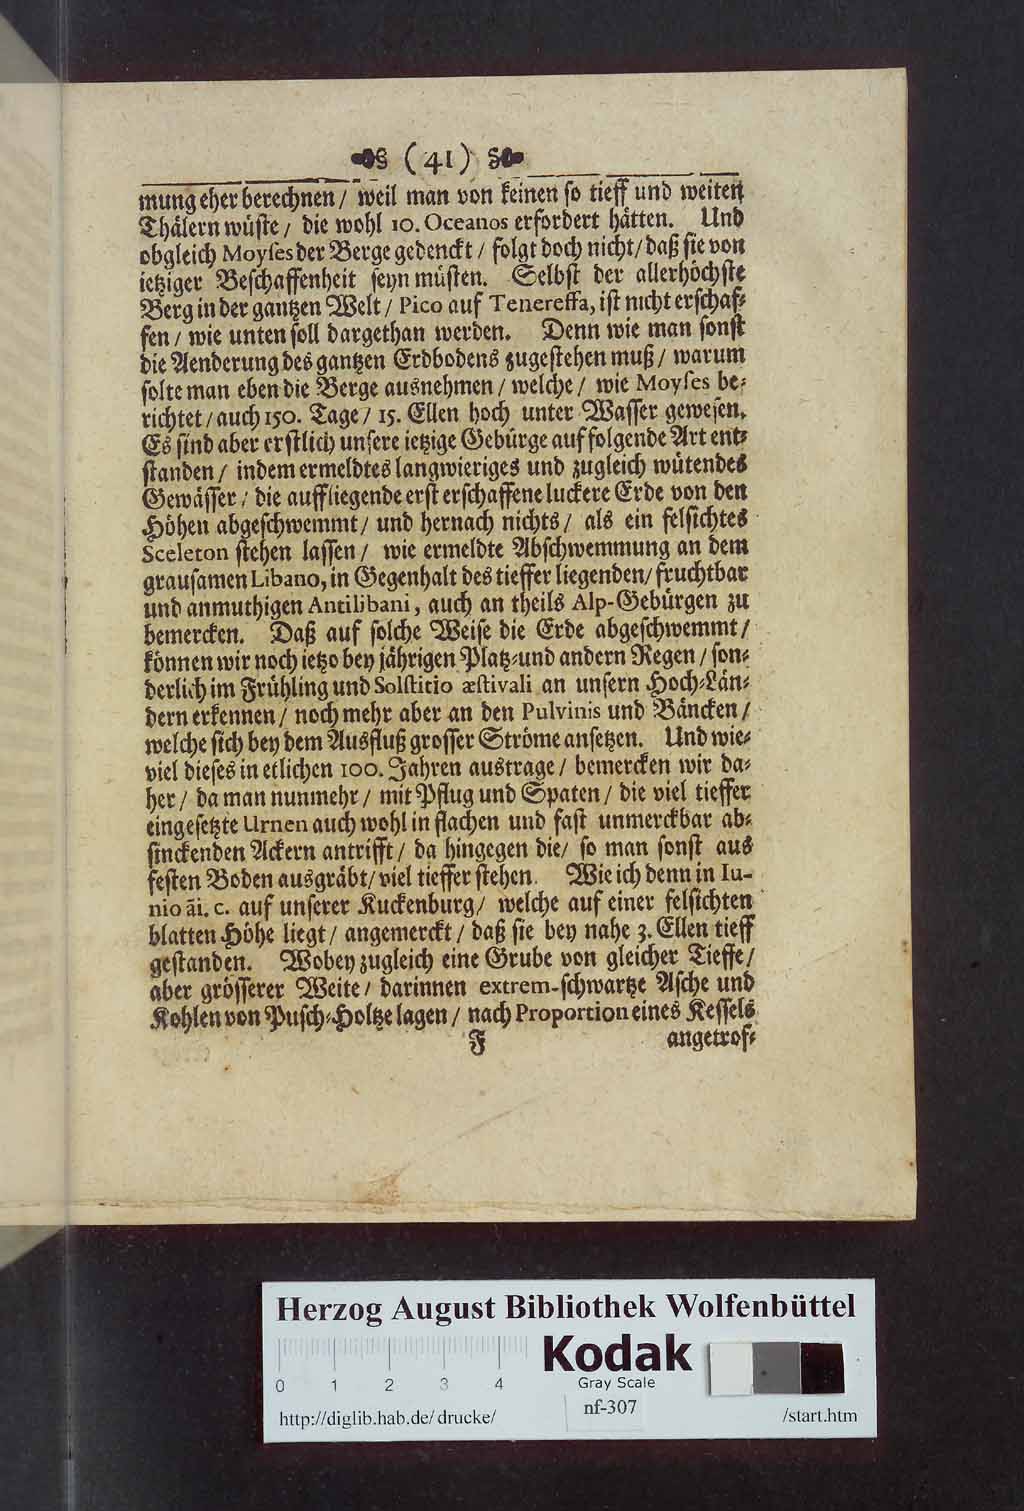 (41)
mung eher berechnen / weil man von keinen so tieff und weiten
Thälern wüste / die wohl 10. Oceanos erfordert hätten. Und
obgleich Moyses der Berge gedenckt / folgt doch nicht / daß sie von
ietziger Beschaffenheit seyn müsten. Selbst der allerhöchste
Berg in der gantzen Welt / Pico auf Tenereffa, ist nicht erschaf-
fen / wie unten soll dargethan werden. Denn wie man sonst
die Aenderung des gantzen Erdbodens zugestehen muß / warum
solte man eben die Berge ausnehmen / welche / wie Moyses be-
richtet / auch 150. Tage / 15. Ellen hoch unter Wasser gewesen.
Es sind aber erstlich unsere ietzige Gebürge auf folgende Art ent-
standen / indem ermeldtes langwieriges und zugleich wütendes
Gewässer / die auffliegende erst erschaffene luckere Erde von den
Höhen abgeschwemmt / und hernach nichts / als ein felsichtes
Sceleton stehen lassen / wie ermeldte Abschwemmung an dem
grausamen Libano, in Gegenhalt des tieffer liegenden / fruchtbar
und anmuthigen Antilibani, auch an theils Alp-Gebürgen zu
bemercken. Daß auf solche Weise die Erde abgeschwemmt /
können wir noch ietzo bey jährigen Platz-und andern Regen / son-
derlich im Frühling und Solstitio æstivali an unsern Hoch-Län-
dern erkennen / noch mehr aber an den Pulvinis und Bäncken /
welche sich bey dem Ausfluß grosser Ströme ansetzen. Und wie-
viel dieses in etlichen 100. Jahren austrage / bemercken wir da-
her / da man nunmehr / mit Pflug und Spaten / die viel tieffer
eingesetzte Urnen auch wohl in flachen und fast unmerckbar ab-
sinckenden Äckern antrifft / da hingegen die / so man sonst aus
festen Boden ausgräbt / viel tieffer stehen. Wie ich denn in Iu-
nio āi. c. auf unserer Kuckenburg / welche auf einer felsichten
blatten Höhe liegt / angemerckt / daß sie bey nahe 3. Ellen tieff
gestanden. Wobey zugleich eine Grube von gleicher Tieffe /
aber grösserer Weite / darinnen extrem-schwartze Asche und
Kohlen von Pusch-Holtze lagen / nach Proportion eines Kessels
F angetrof-
Herzog August Bibliothek Wolfenbüttel
0 1 2 3 4
Kodak
Gray Scale
http://diglib.hab.de/drucke/ nf-307 /start.htm